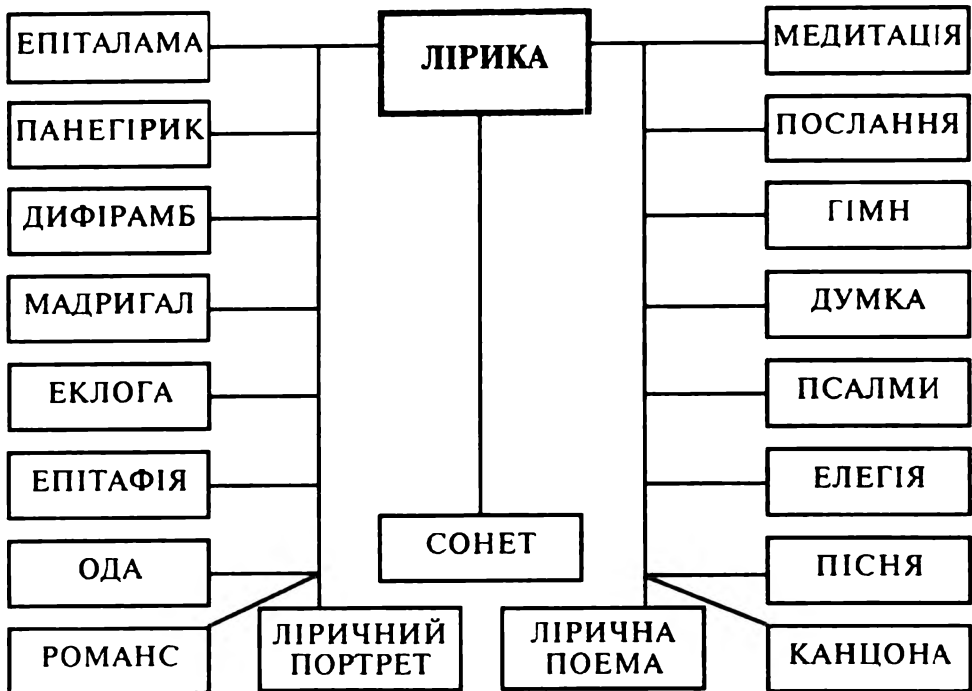 ЛІРИКА
ЕПІТАЛАМА
ПАНЕГІРИК
ДИФІРАМБ
МАДРИГАЛ
ЕКЛОГА
ЕПІТАФІЯ
ОДА
РОМАНС
ЛІРИЧНИЙ
ПОРТРЕТ
СОНЕТ
ЛІРИЧНА
ПОЕМА
МЕДИТАЦІЯ
ПОСЛАННЯ
ГІМН
ДУМКА
ПСАЛМИ
ЕЛЕГІЯ
ПІСНЯ
КАНЦОНА